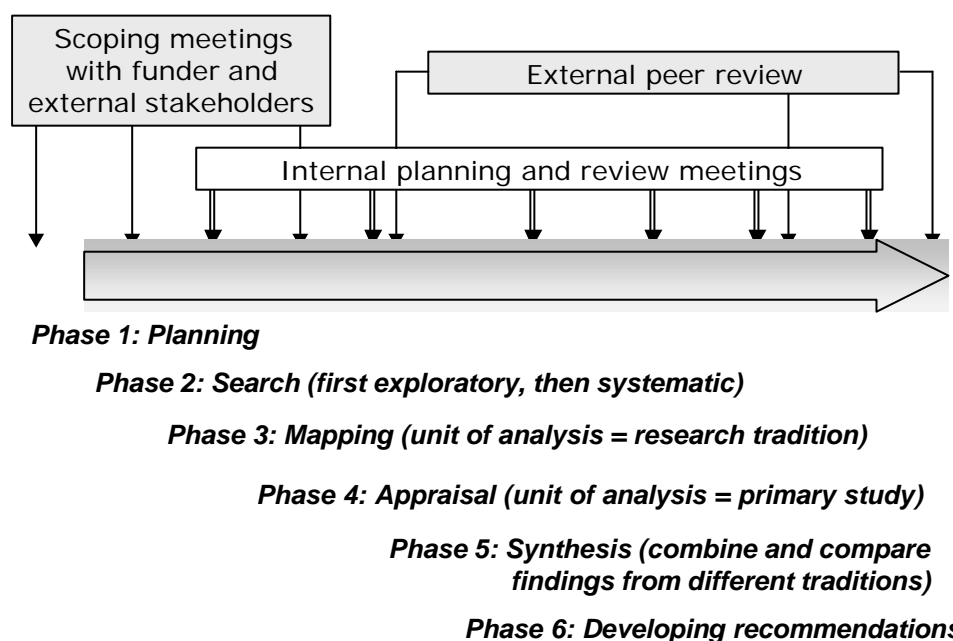 Scoping meetings
with funder and
external stakeholders
External peer review
Internal planning and review meetings
Phase 1: Planning
Phase 2: Search (first exploratory, then systematic)
Phase 3: Mapping (unit of analysis = research tradition)
Phase 4: Appraisal (unit of analysis = primary study)
Phase 5: Synthesis (combine and compare
findings from different traditions)
Phase 6: Developing recommendations